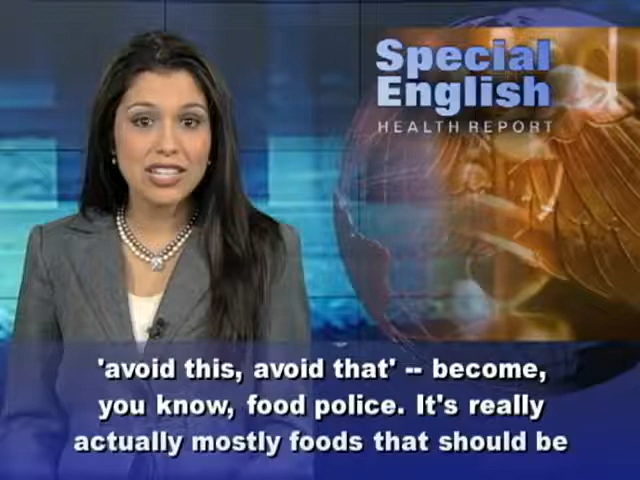 Special
English
HEALTH REPORT
'avoid this, avoid that' -- become,
you know, food police. It's really
actually mostly foods that should be